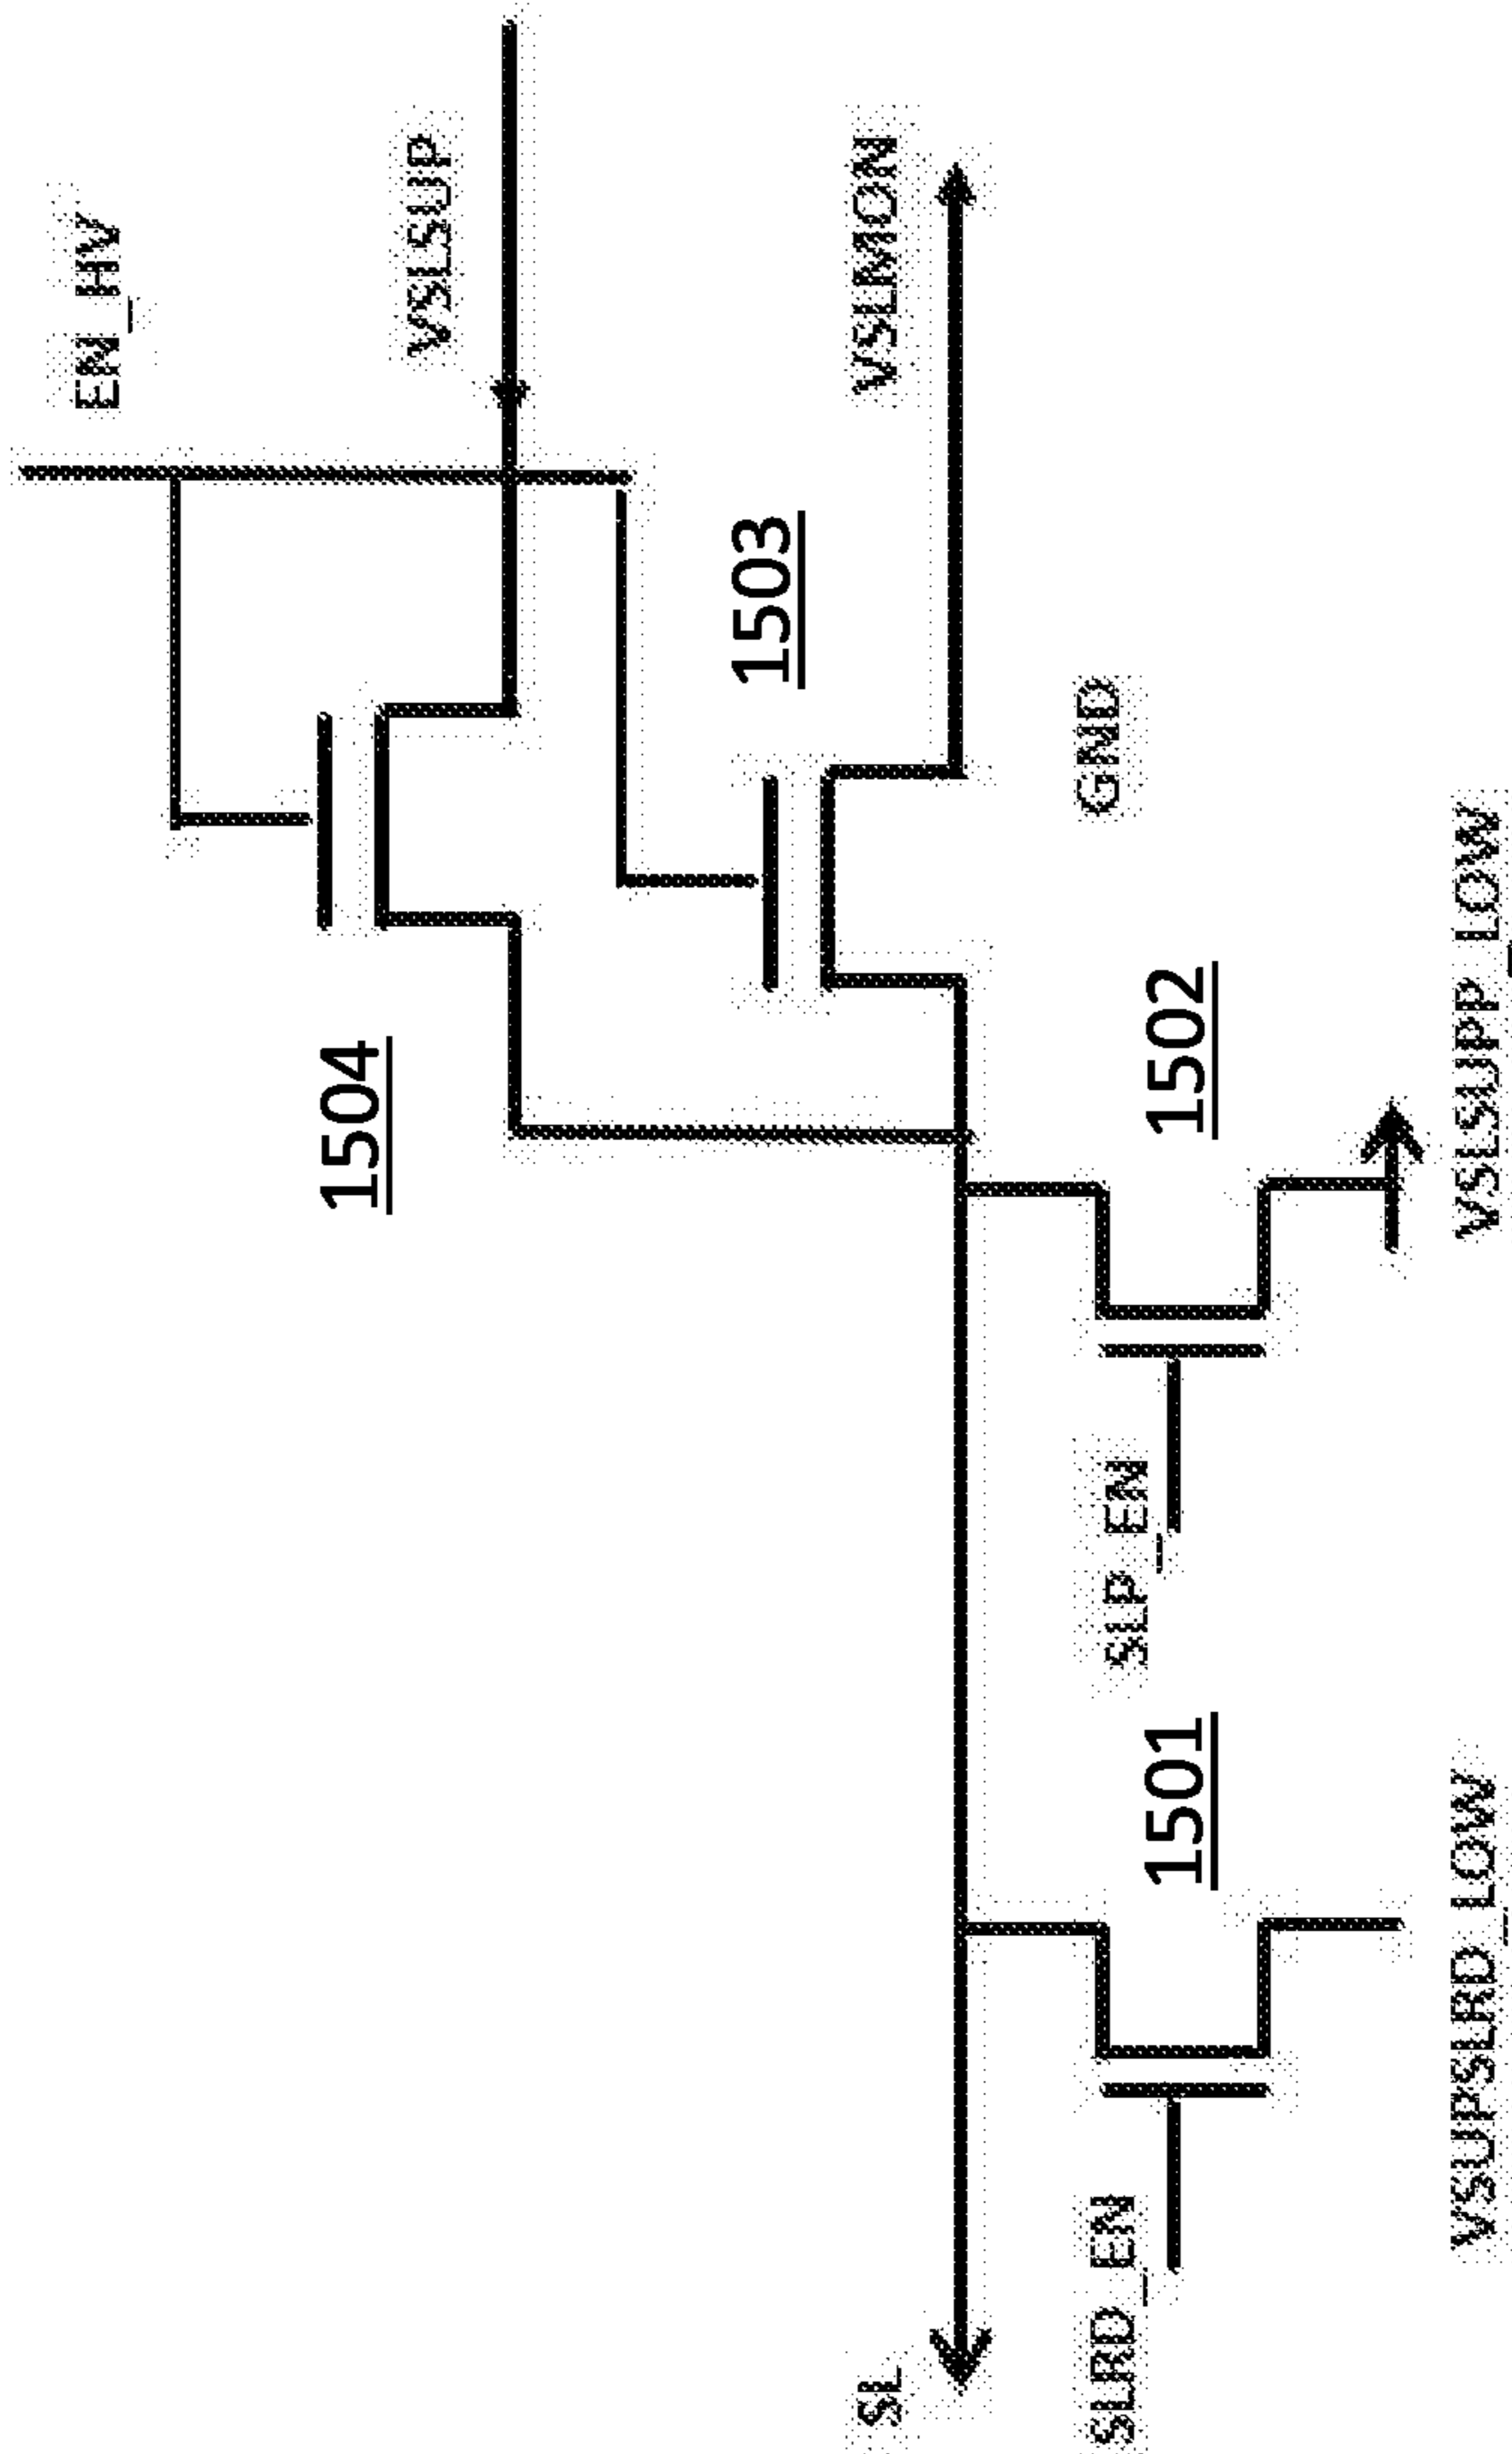 EN_HV
1504
VSLSUP
1503
SL
VSLMON
SLRD_EN
SLP_EN
GND
1501
1502
VSUPSLRD_LOW
VSLSUPP_LOW